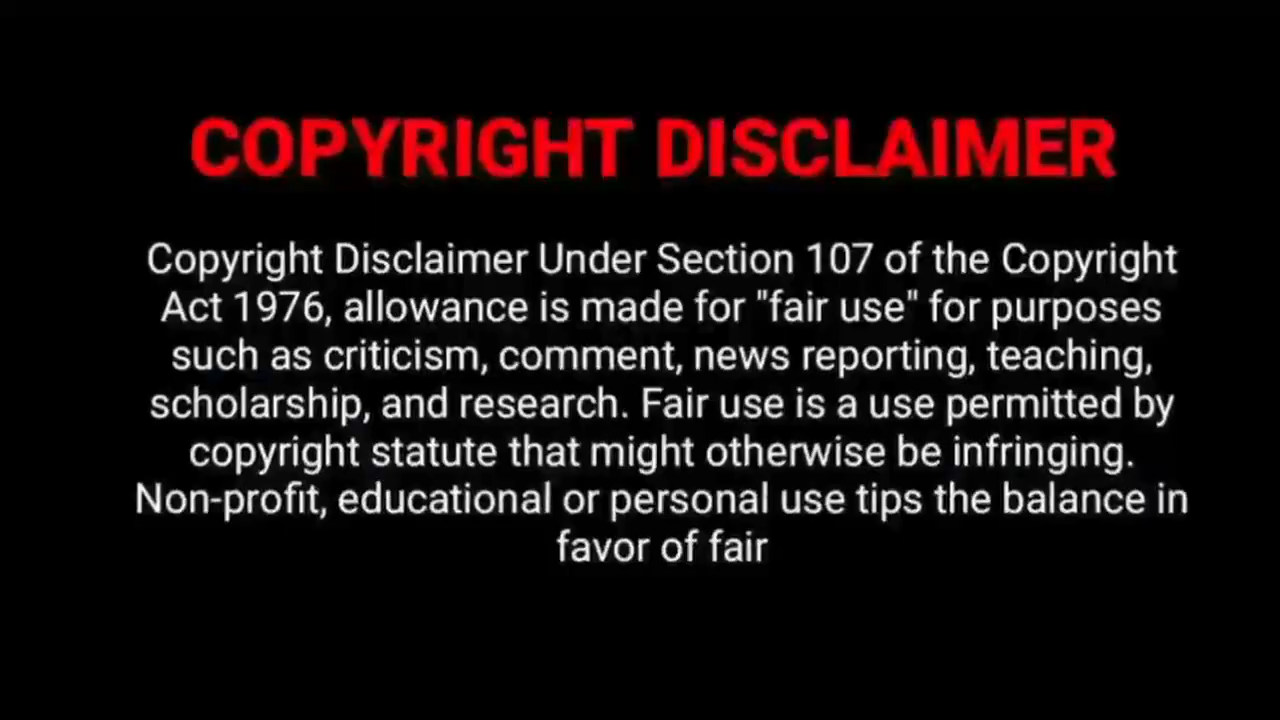 COPYRIGHT DISCLAIMER
Copyright Disclaimer Under Section 107 of the Copyright
Act 1976, allowance is made for "fair use" for purposes
such as criticism, comment, news reporting, teaching,
scholarship, and research. Fair use is a use permitted by
copyright statute that might otherwise be infringing.
Non-profit, educational or personal use tips the balance in
favor of fair